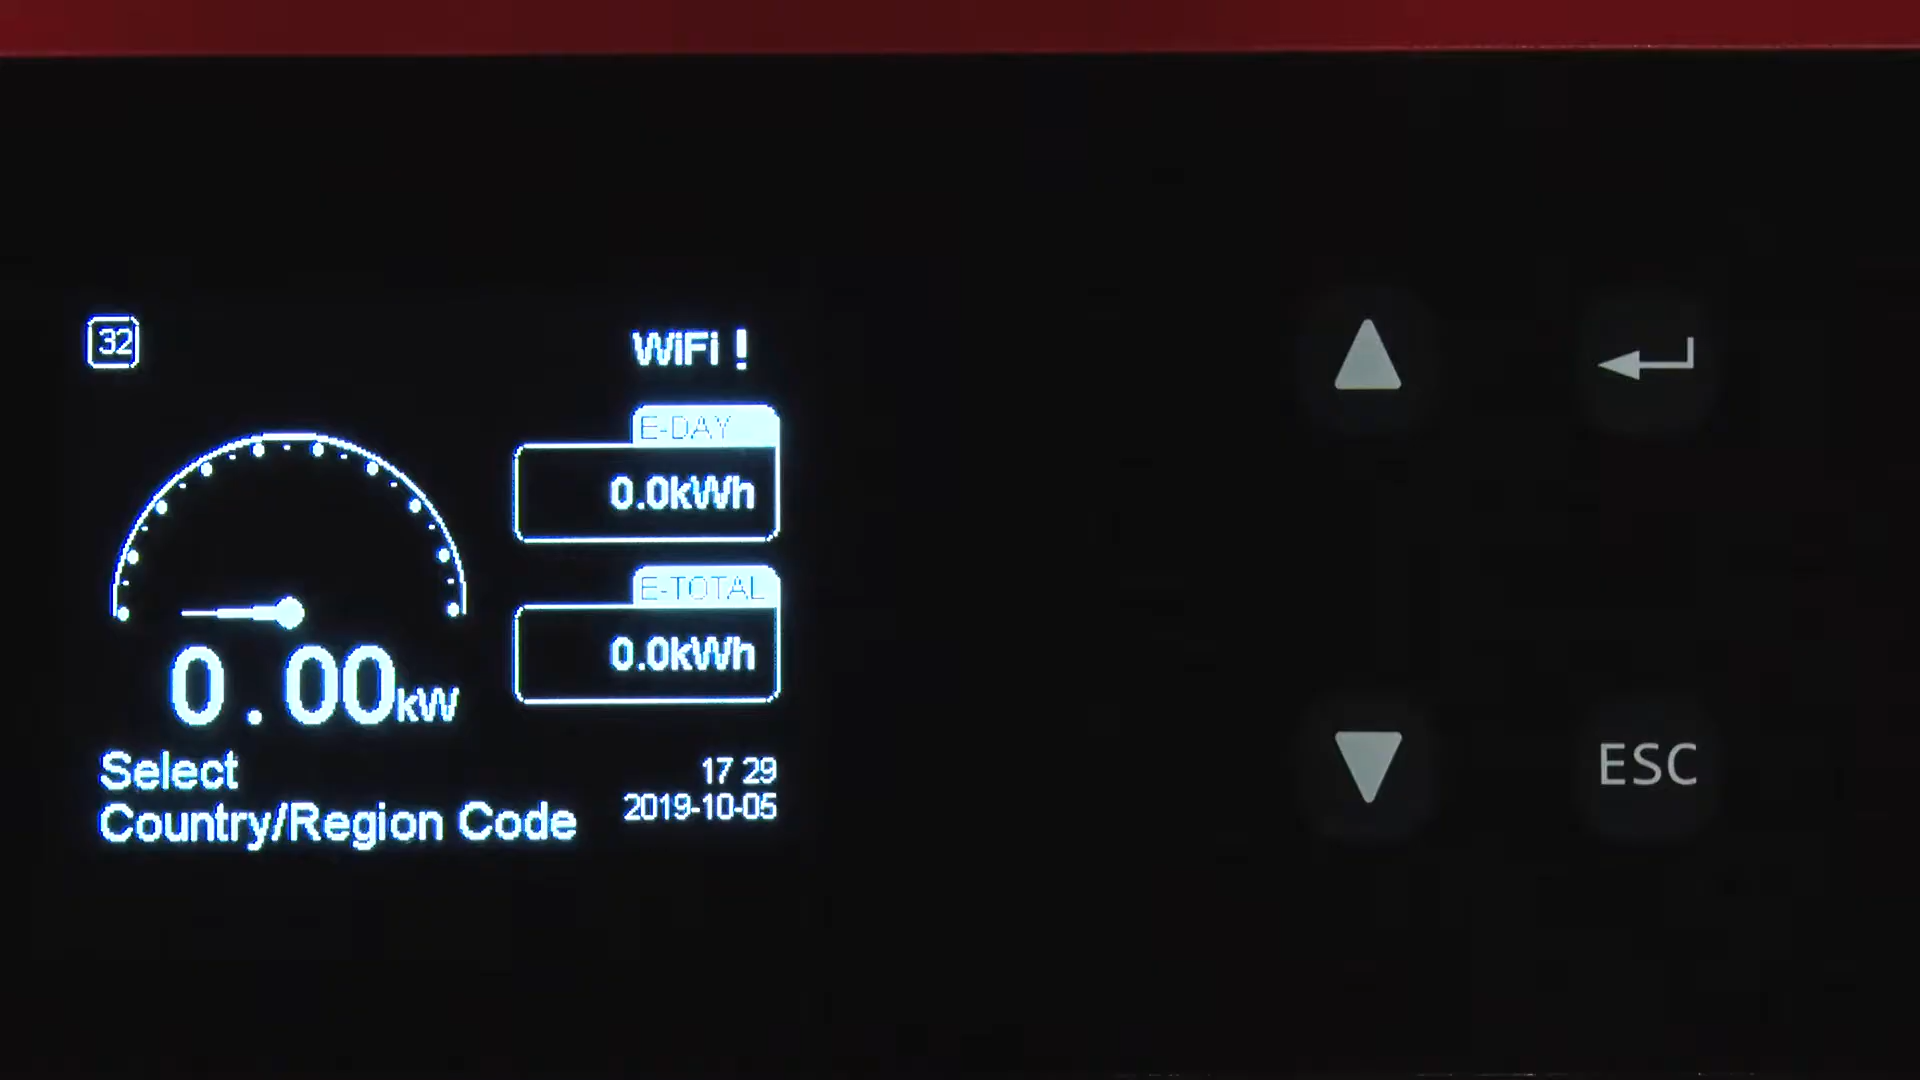 32
WiFi !
E-DAY
0.0kWh
E-TOTAL
0.0kWh
0.00kW
Select
Country/Region Code
17 29
2019-10-05
ESC